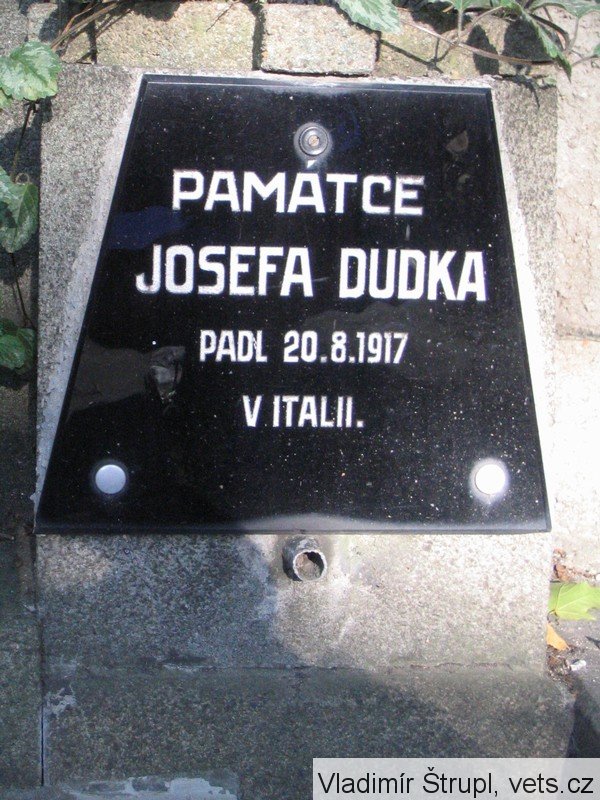 PAMÁTCE
JOSEFA DUDKA
PADL 20.8.1917
V ITALII.
Vladimír Štrupl, vets.cz